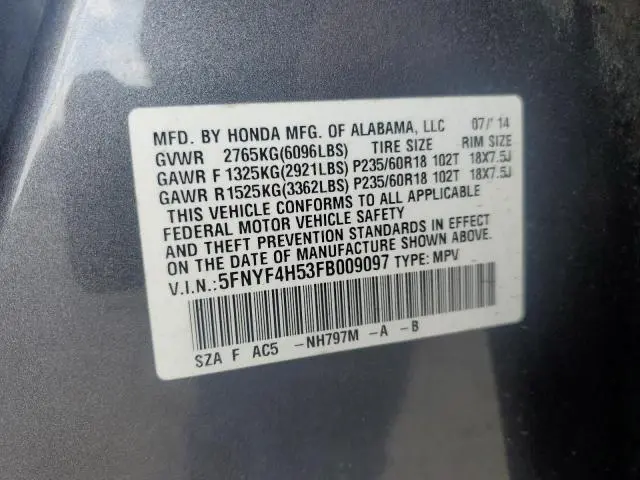 MFD. BY HONDA MFG. OF ALABAMA, LLC 07/'14
GVWR 2765KG(6096LBS) TIRE SIZE RIM SIZE
GAWR F 1325KG(2921LBS) P235/60R18 102T 18X7.5J
GAWR R 1525KG(3362LBS) P235/60R18 102T 18X7.5J
THIS VEHICLE CONFORMS TO ALL APPLICABLE
FEDERAL MOTOR VEHICLE SAFETY
AND THEFT PREVENTION STANDARDS IN EFFECT
ON THE DATE OF MANUFACTURE SHOWN ABOVE.
V.I.N.:5FNYF4H53FB009097 TYPE: MPV
SZA F AC5 -NH797M -A -B